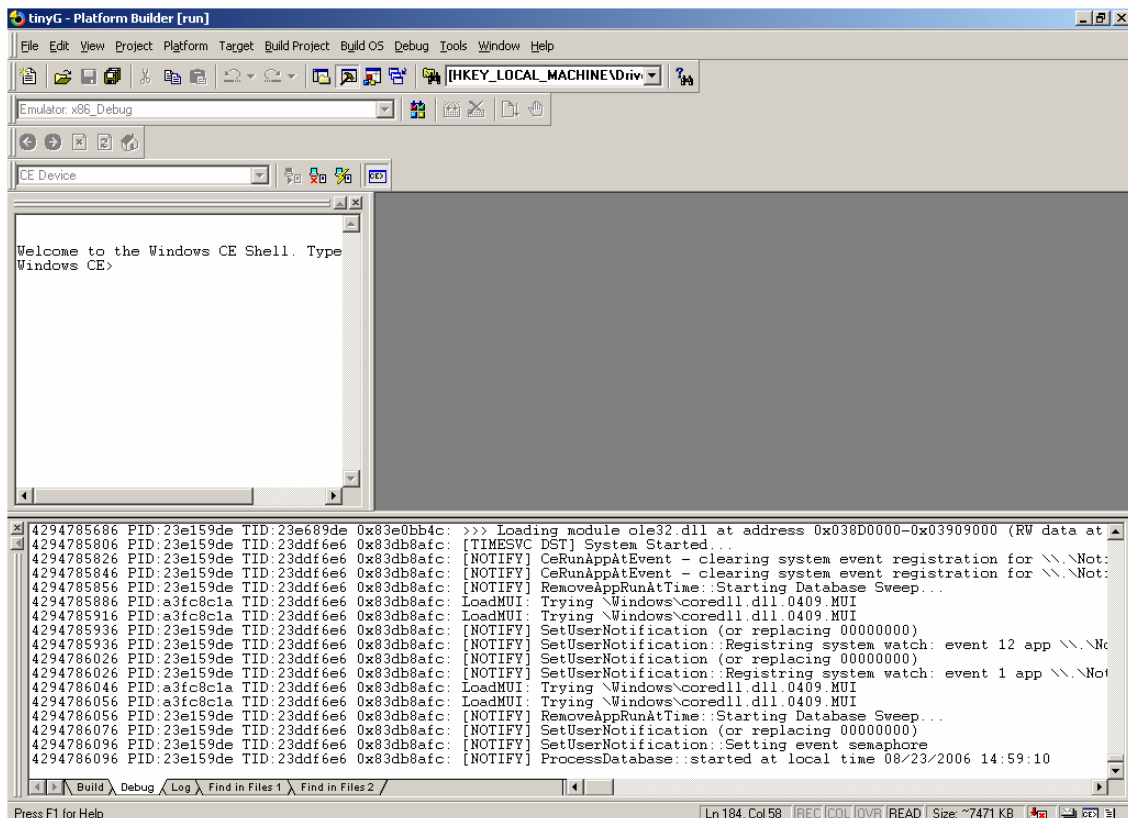 tinyG - Platform Builder [run]
File Edit View Project Platform Target Build Project Build OS Debug Tools Window Help
[HKEY_LOCAL_MACHINE\Driv
Emulator: x86_Debug
CE Device
Welcome to the Windows CE Shell. Type
Windows CE>
4294785686 PID:23e159de TID:23e689de 0x83e0bb4c: >>> Loading module ole32.dll at address 0x038D0000-0x03909000 (RW data at
4294785806 PID:23e159de TID:23ddf6e6 0x83db8afc: [TIMESVC DST] System Started...
4294785826 PID:23e159de TID:23ddf6e6 0x83db8afc: [NOTIFY] CeRunAppAtEvent - clearing system event registration for \\.\Not
4294785846 PID:23e159de TID:23ddf6e6 0x83db8afc: [NOTIFY] CeRunAppAtEvent - clearing system event registration for \\.\Not
4294785856 PID:23e159de TID:23ddf6e6 0x83db8afc: [NOTIFY] RemoveAppRunAtTime::Starting Database Sweep...
4294785886 PID:a3fc8c1a TID:23ddf6e6 0x83db8afc: LoadMUI: Trying \Windows\coredll.dll.0409.MUI
4294785916 PID:a3fc8c1a TID:23ddf6e6 0x83db8afc: LoadMUI: Trying \Windows\coredll.dll.0409.MUI
4294785936 PID:23e159de TID:23ddf6e6 0x83db8afc: [NOTIFY] SetUserNotification (or replacing 00000000)
4294785936 PID:23e159de TID:23ddf6e6 0x83db8afc: [NOTIFY] SetUserNotification::Registring system watch: event 12 app \\.\No
4294786026 PID:23e159de TID:23ddf6e6 0x83db8afc: [NOTIFY] SetUserNotification (or replacing 00000000)
4294786026 PID:23e159de TID:23ddf6e6 0x83db8afc: [NOTIFY] SetUserNotification::Registring system watch: event 1 app \\.\Not
4294786046 PID:a3fc8c1a TID:23ddf6e6 0x83db8afc: LoadMUI: Trying \Windows\coredll.dll.0409.MUI
4294786056 PID:a3fc8c1a TID:23ddf6e6 0x83db8afc: LoadMUI: Trying \Windows\coredll.dll.0409.MUI
4294786056 PID:23e159de TID:23ddf6e6 0x83db8afc: [NOTIFY] RemoveAppRunAtTime::Starting Database Sweep...
4294786076 PID:23e159de TID:23ddf6e6 0x83db8afc: [NOTIFY] SetUserNotification (or replacing 00000000)
4294786096 PID:23e159de TID:23ddf6e6 0x83db8afc: [NOTIFY] SetUserNotification::Setting event semaphore
4294786096 PID:23e159de TID:23ddf6e6 0x83db8afc: [NOTIFY] ProcessDatabase::started at local time 08/23/2006 14:59:10
Build Debug Log Find in Files 1 Find in Files 2
Press F1 for Help Ln 184, Col 58 REC COL OVR READ Size: ~7471 KB